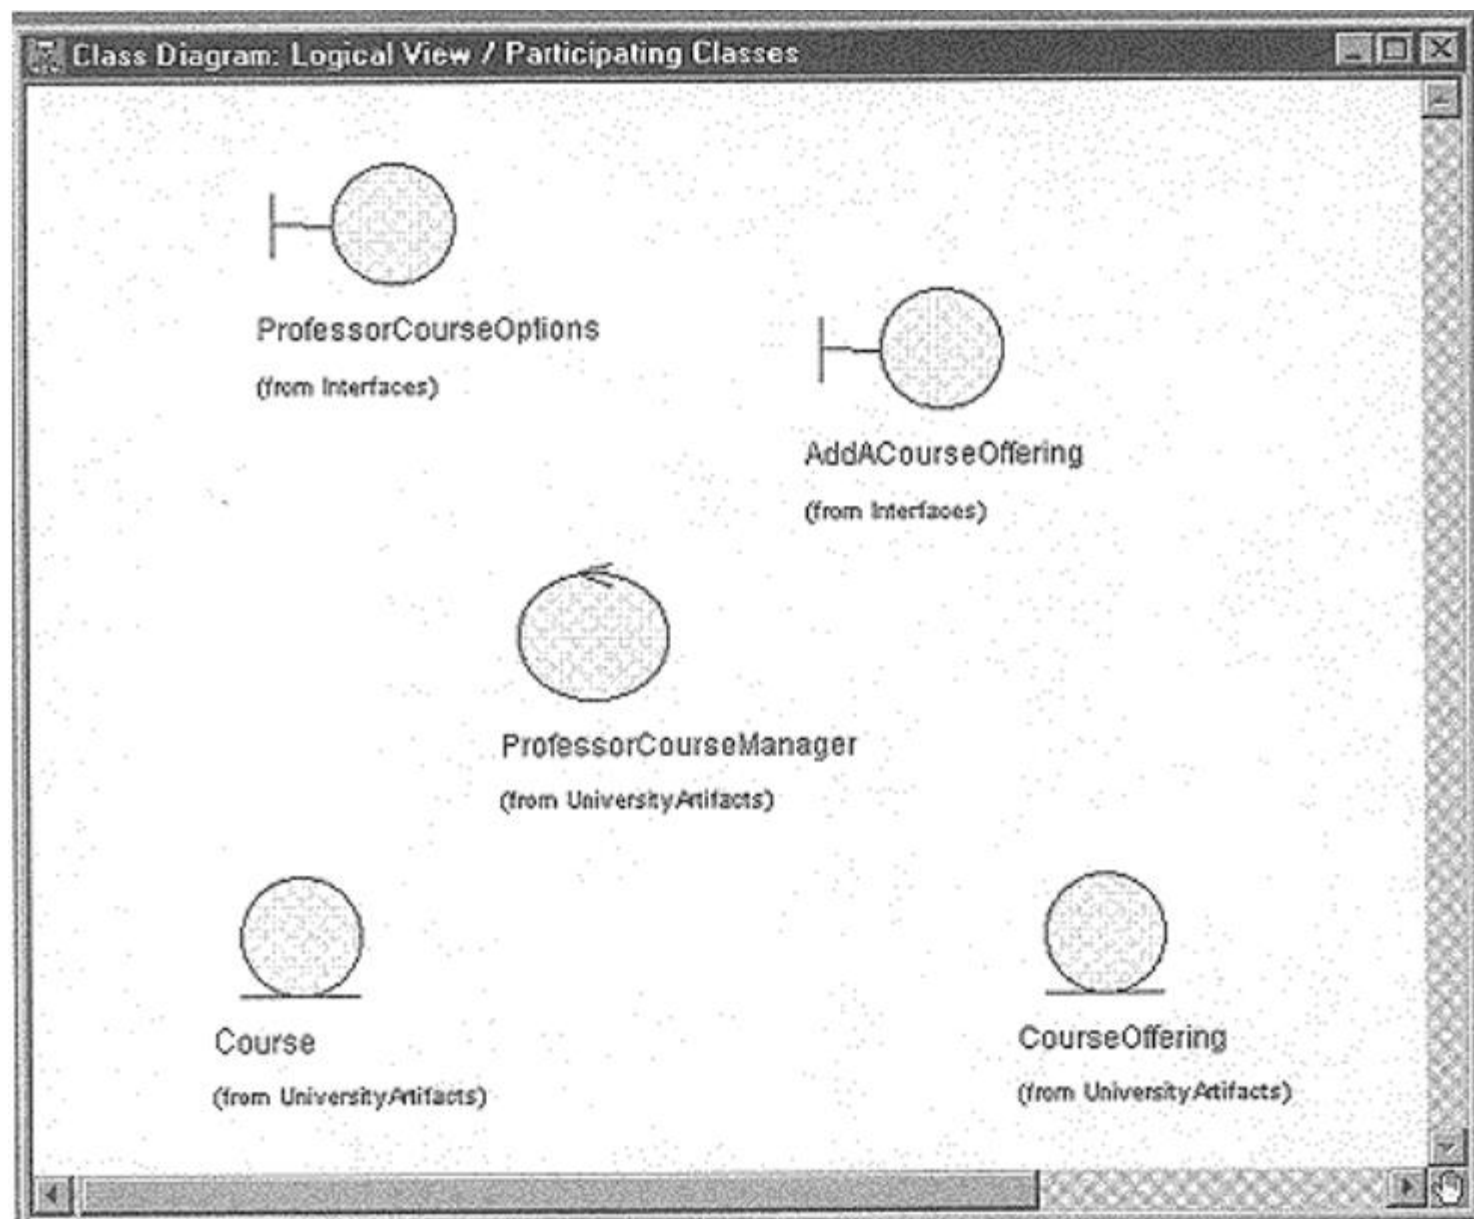 Class Diagram: Logical View / Participating Classes
ProfessorCourseOptions
(from Interfaces)
AddACourseOffering
(from Interfaces)
ProfessorCourseManager
(from UniversityArtifacts)
Course
(from UniversityArtifacts)
CourseOffering
(from UniversityArtifacts)